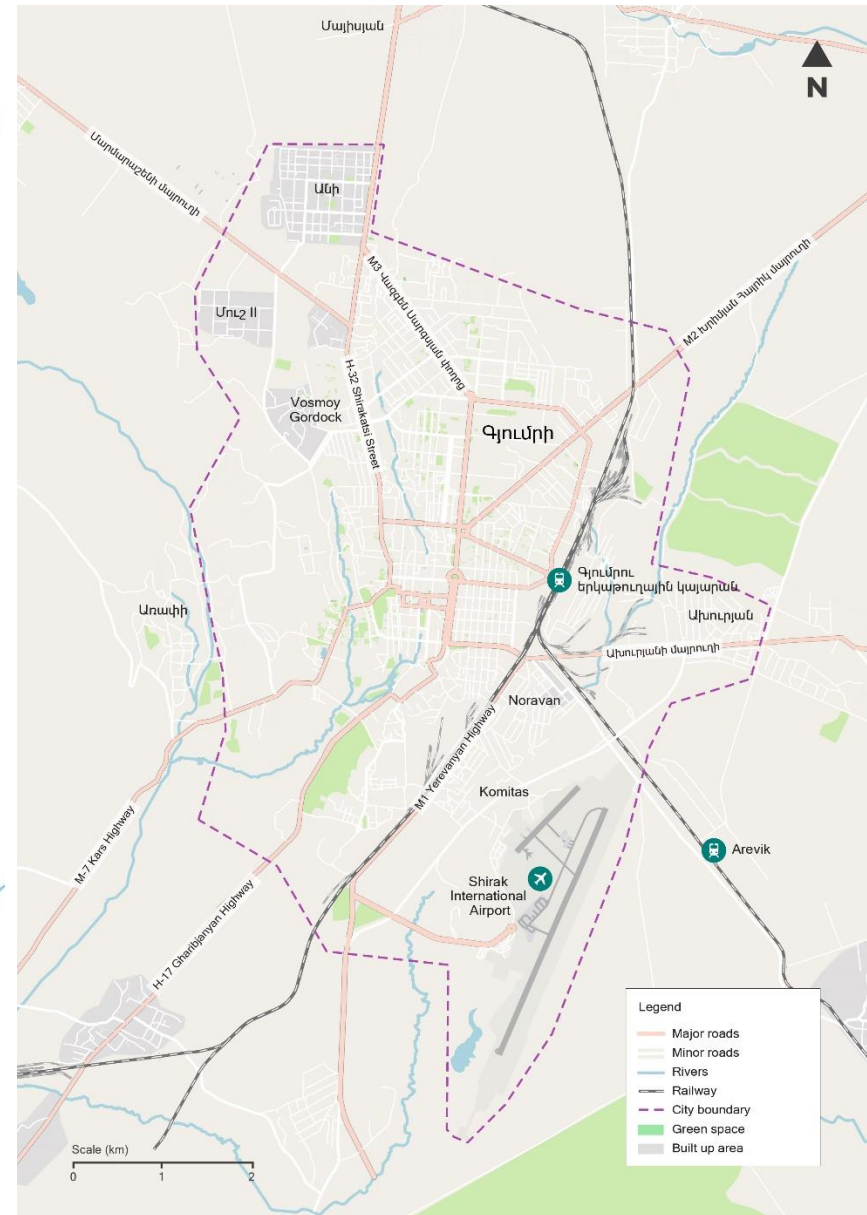 Մայիսյան
N
Մարմարաշենի մայրուղի
Անի
M3 Վազգեն Սարգսյան փողոց
M2 Խրիմյան Հայրիկ մայրուղի
Մուշ II
H-32 Shirakatsi Street
Vosmoy
Gordock
Գյումրի
Գյումրու
երկաթուղային կայարան
Առափի
Ախուրյան
Ախուրյանի մայրուղի
Noravan
M1 Yerevanyan Highway
Komitas
M-7 Kars Highway
Arevik
Shirak
International
Airport
H-17 Gharibjanyan Highway
Legend
Major roads
Minor roads
Rivers
Railway
City boundary
Green space
Built up area
Scale (km)
0 1 2